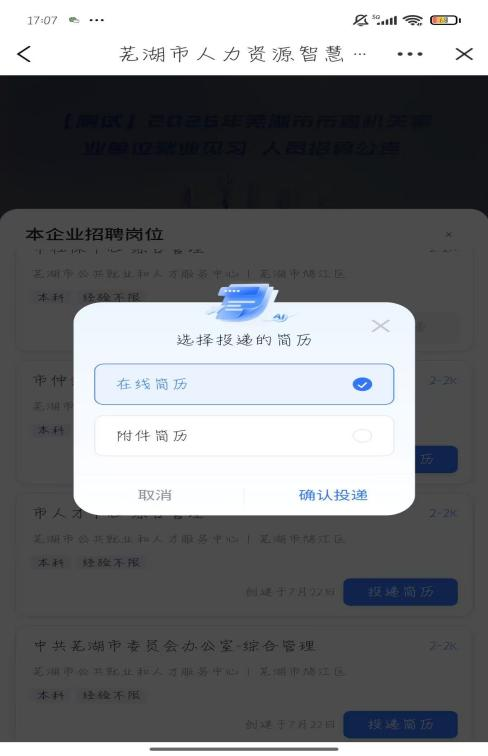 17:07
芜湖市人力资源智慧…
【测试】2025年芜湖市市直机关事
业单位就业见习 人员招募公告
本企业招聘岗位
芜湖市公共就业和人才服务中心 | 芜湖市鸠江区
本科 经验不限
AI
选择投递的简历
在线简历
附件简历
取消 确认投递
市仲
2-2K
芜湖市
本科
历
市人才中心-综合管理 2-2K
芜湖市公共就业和人才服务中心 | 芜湖市鸠江区
本科 经验不限
创建于7月22日 投递简历
中共芜湖市委员会办公室-综合管理 2-2K
芜湖市公共就业和人才服务中心 | 芜湖市鸠江区
本科 经验不限
创建于7月22日 投递简历